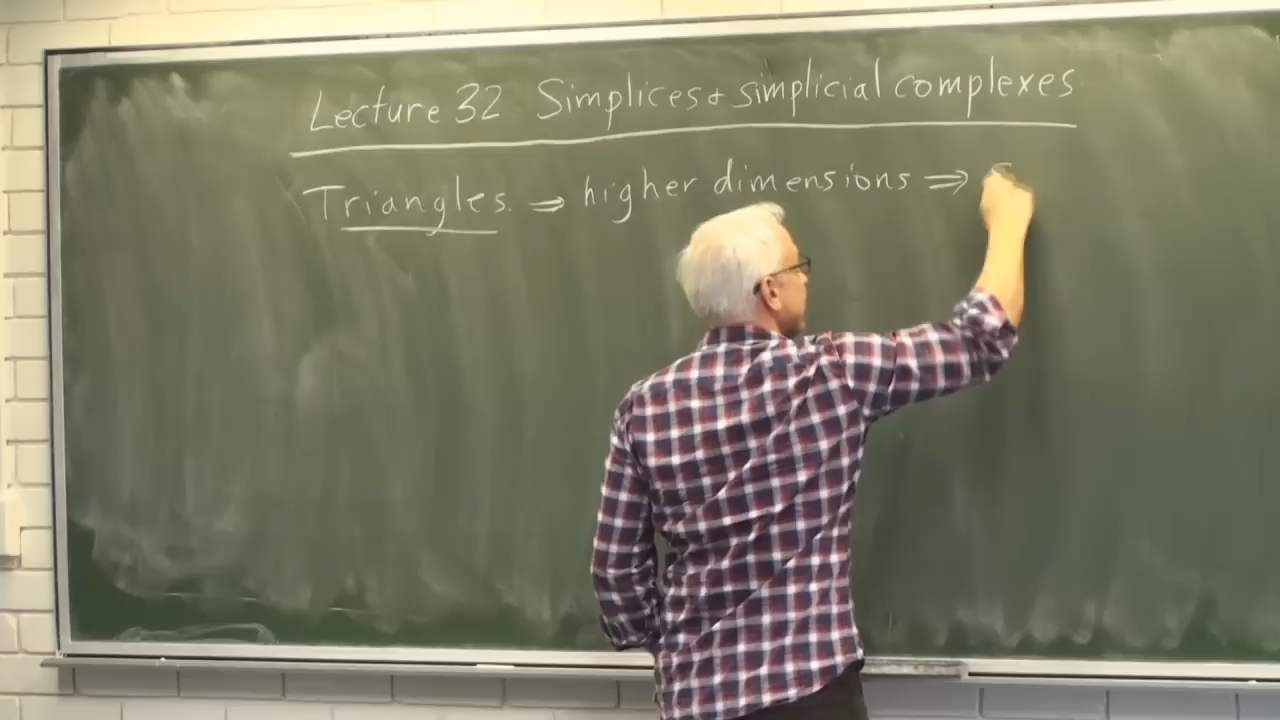 Lecture 32 Simplices & simplicial complexes
Triangles. ⇒ higher dimensions ⇒